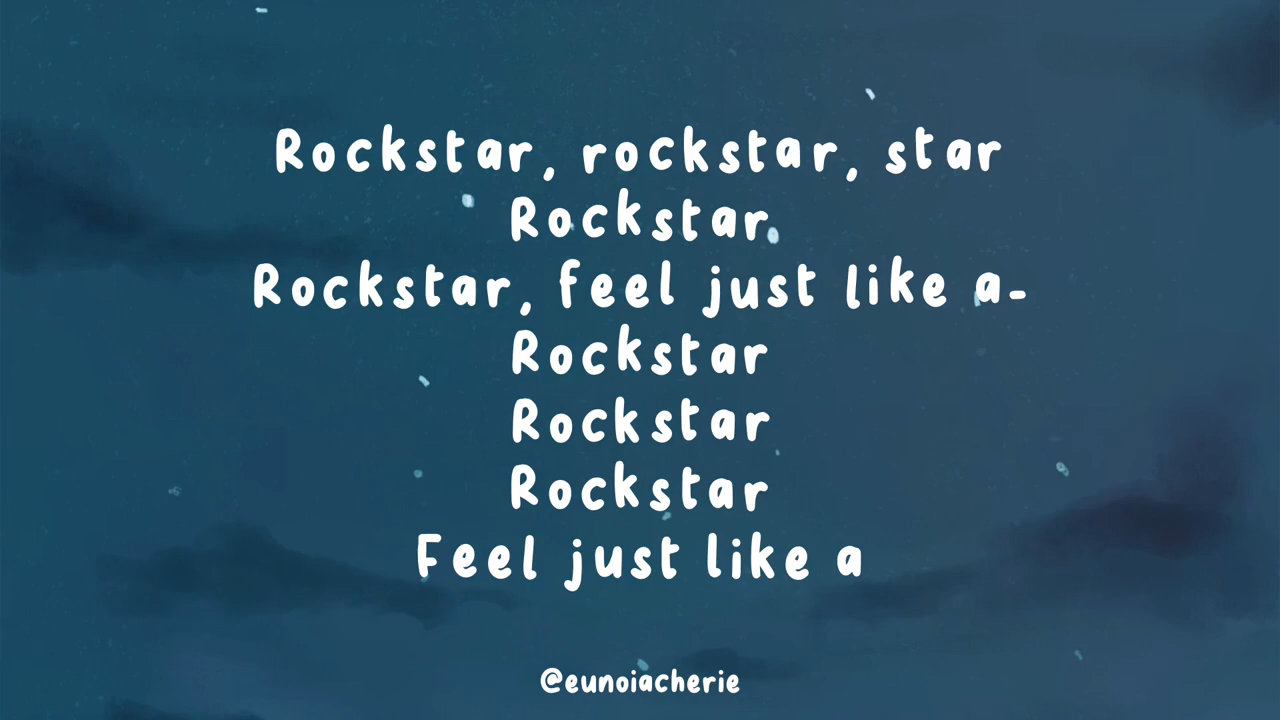 Rockstar, rockstar, star
Rockstar
Rockstar, feel just like a-
Rockstar
Rockstar
Rockstar
Feel just like a
@eunoiacherie